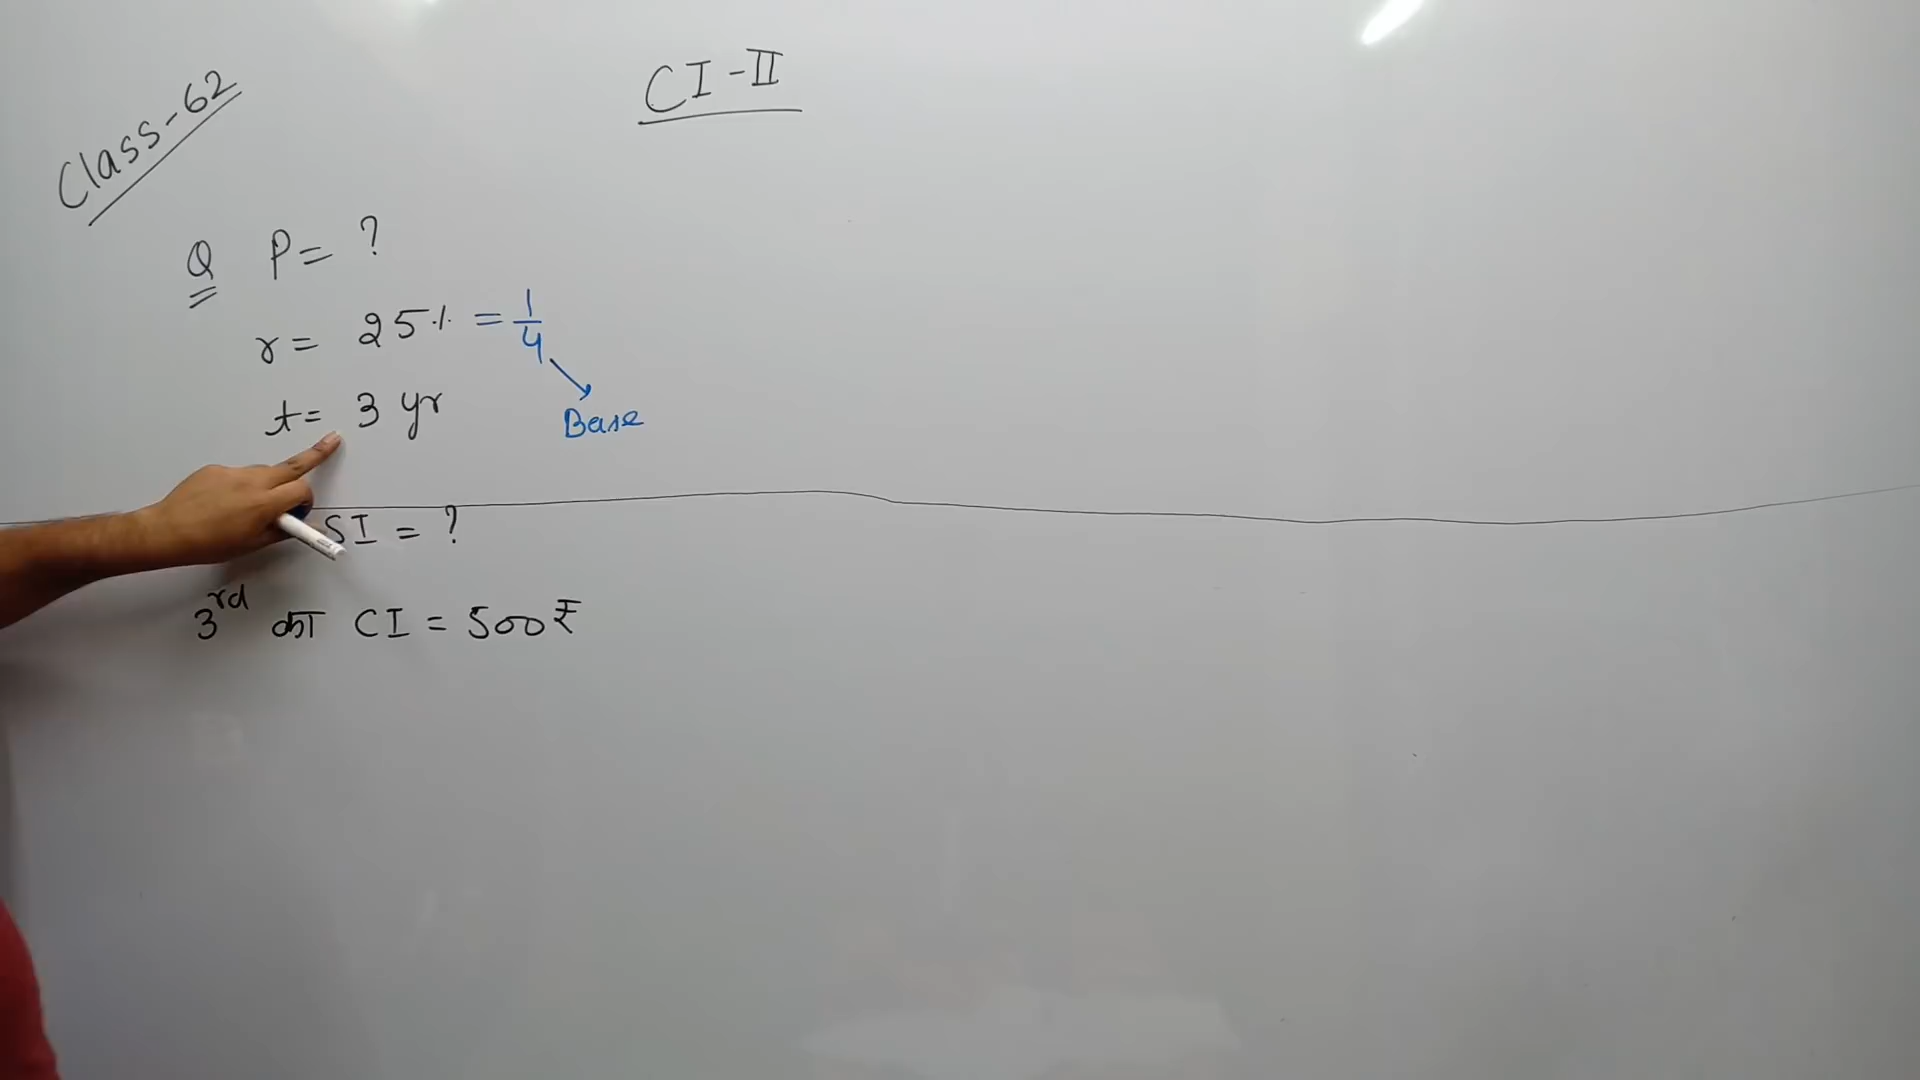 Class-62
CI-II
Q P= ?
r= 25% = 1/4
Base
t= 3 yr
SI = ?
3rd का CI = 500₹